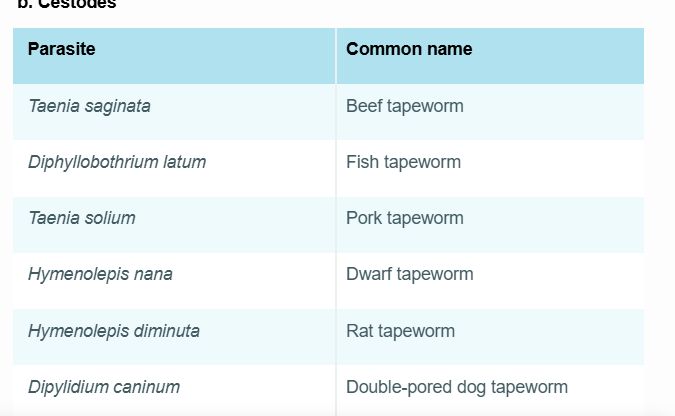 b. Cestodes
Parasite Common name
Taenia saginata Beef tapeworm
Diphyllobothrium latum Fish tapeworm
Taenia solium Pork tapeworm
Hymenolepis nana Dwarf tapeworm
Hymenolepis diminuta Rat tapeworm
Dipylidium caninum Double-pored dog tapeworm